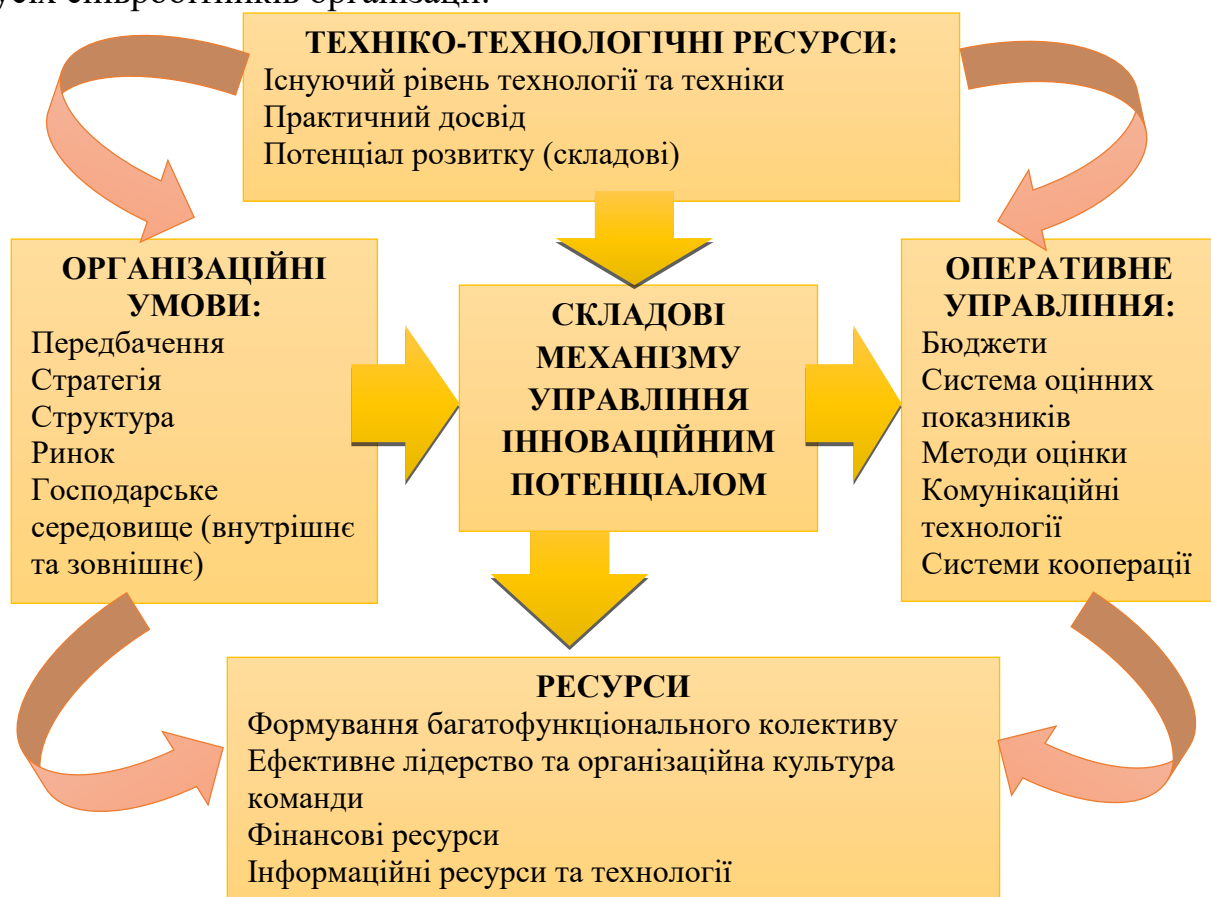 усіх співробітників організації.
ТЕХНІКО-ТЕХНОЛОГІЧНІ РЕСУРСИ:
Існуючий рівень технології та техніки
Практичний досвід
Потенціал розвитку (складові)
ОРГАНІЗАЦІЙНІ
УМОВИ:
Передбачення
Стратегія
Структура
Ринок
Господарське
середовище (внутрішнє
та зовнішнє)
СКЛАДОВІ
МЕХАНІЗМУ
УПРАВЛІННЯ
ІННОВАЦІЙНИМ
ПОТЕНЦІАЛОМ
ОПЕРАТИВНЕ
УПРАВЛІННЯ:
Бюджети
Система оцінних
показників
Методи оцінки
Комунікаційні
технології
Системи кооперації
РЕСУРСИ
Формування багатофункціонального колективу
Ефективне лідерство та організаційна культура
команди
Фінансові ресурси
Інформаційні ресурси та технології